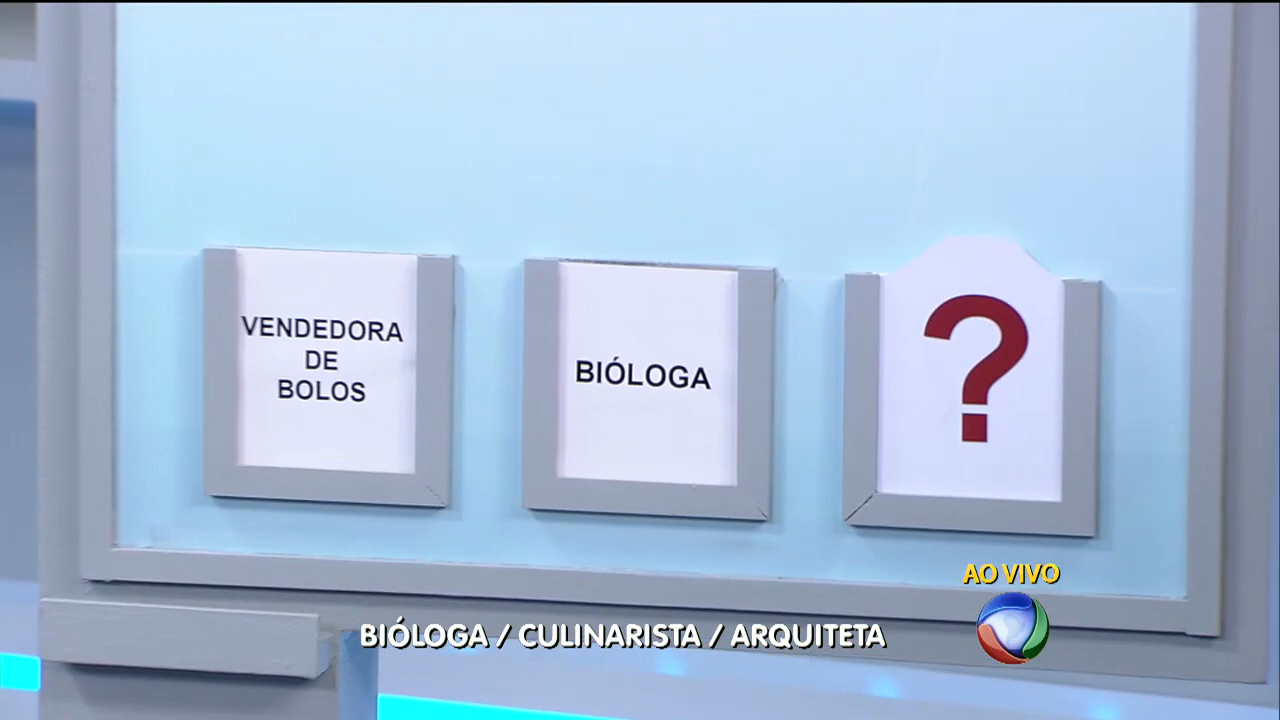 VENDEDORA
DE
BOLOS
BIÓLOGA
?
AO VIVO
BIÓLOGA / CULINARISTA / ARQUITETA